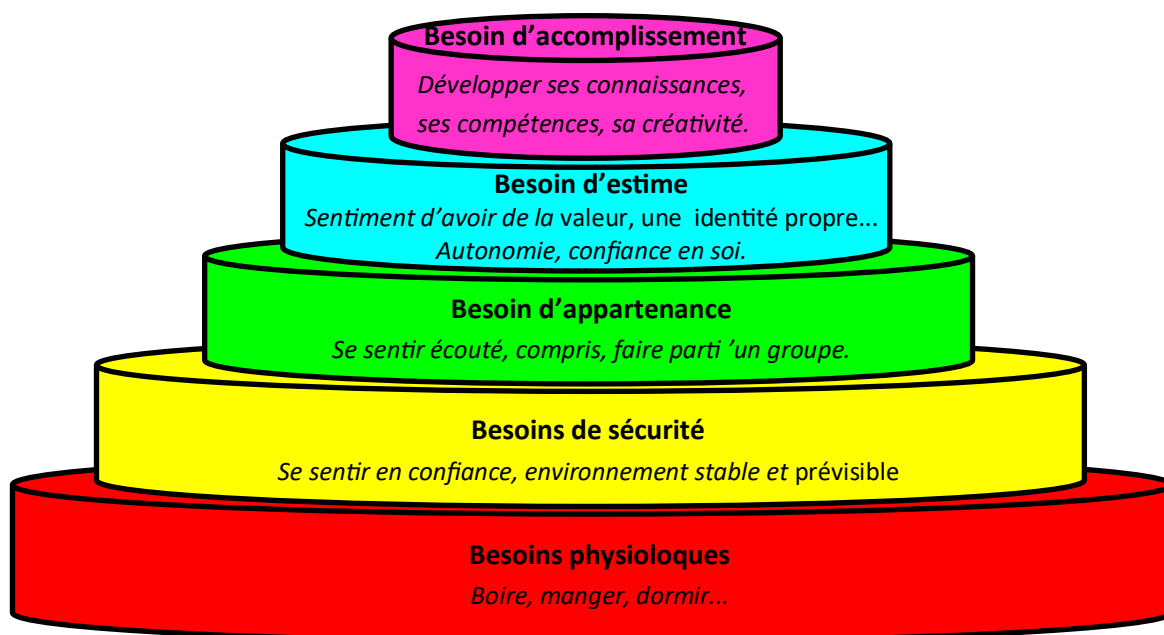 Besoin d’accomplissement
Développer ses connaissances,
ses compétences, sa créativité.
Besoin d’estime
Sentiment d’avoir de la valeur, une  identité propre...
Autonomie, confiance en soi.
Besoin d’appartenance
Se sentir écouté, compris, faire parti ’un groupe.
Besoins de sécurité
Se sentir en confiance, environnement stable et prévisible
Besoins physioloques
Boire, manger, dormir...